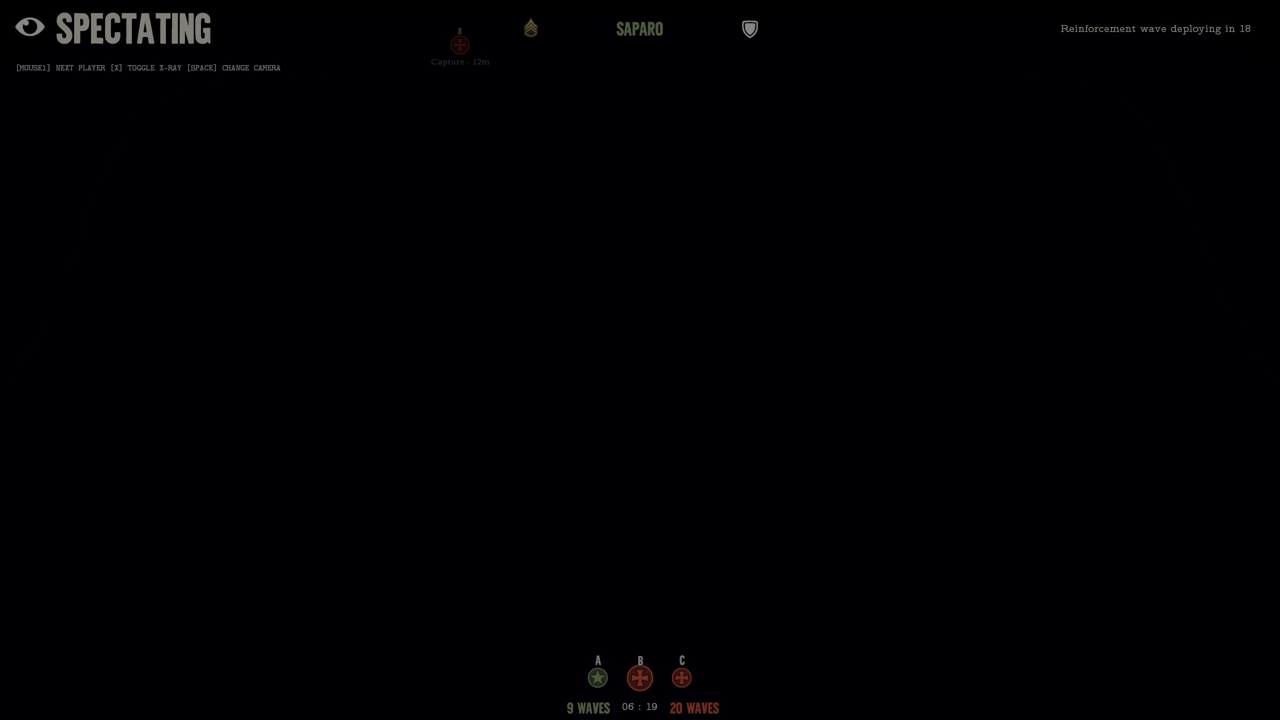 SPECTATING
SAPARO
Reinforcement wave deploying in 18
Capture - 12m
[MOUSE1] NEXT PLAYER [X] TOGGLE X-RAY [SPACE] CHANGE CAMERA
A B C
9 WAVES 06 : 19 20 WAVES